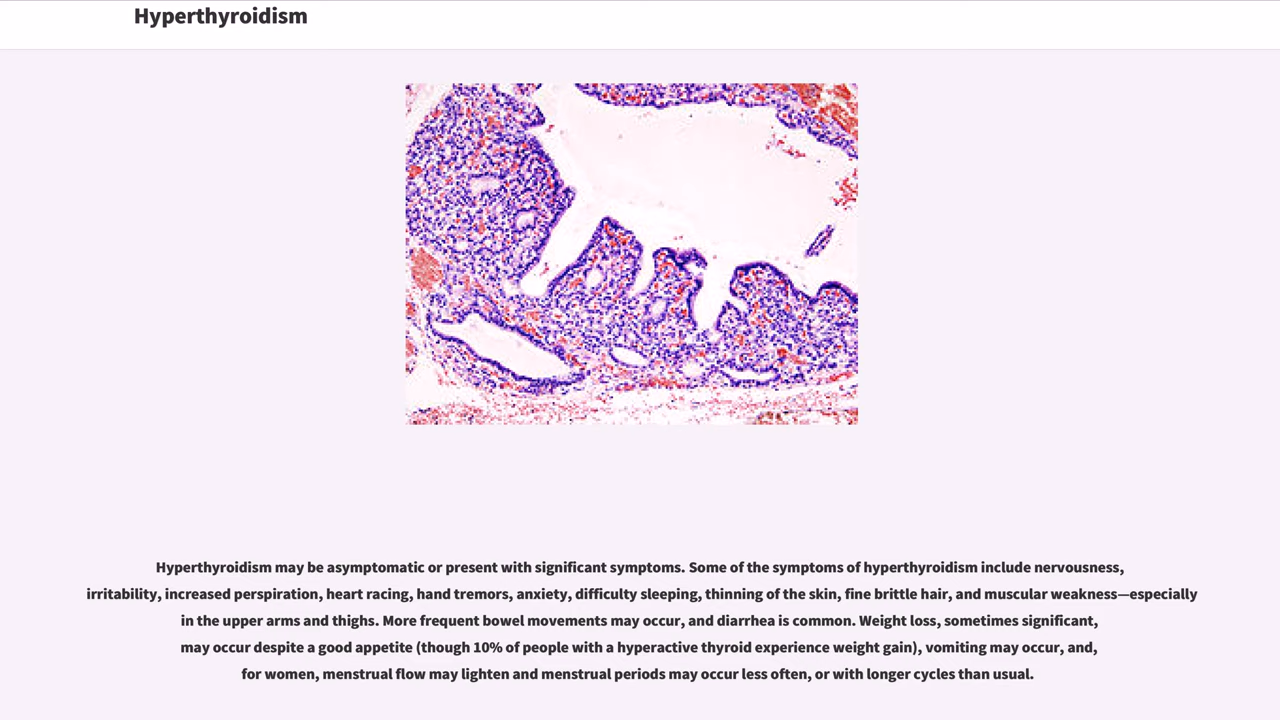 Hyperthyroidism
Hyperthyroidism may be asymptomatic or present with significant symptoms. Some of the symptoms of hyperthyroidism include nervousness,
irritability, increased perspiration, heart racing, hand tremors, anxiety, difficulty sleeping, thinning of the skin, fine brittle hair, and muscular weakness—especially
in the upper arms and thighs. More frequent bowel movements may occur, and diarrhea is common. Weight loss, sometimes significant,
may occur despite a good appetite (though 10% of people with a hyperactive thyroid experience weight gain), vomiting may occur, and,
for women, menstrual flow may lighten and menstrual periods may occur less often, or with longer cycles than usual.